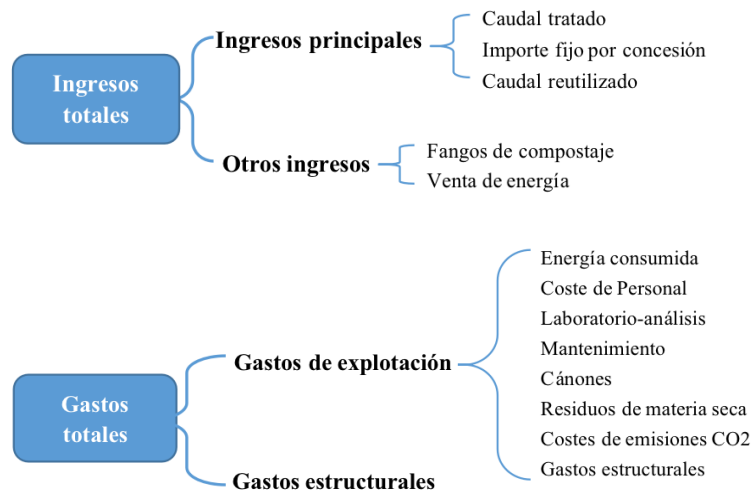 Ingresos totales
Ingresos principales
Caudal tratado
Importe fijo por concesión
Caudal reutilizado
Otros ingresos
Fangos de compostaje
Venta de energía
Gastos totales
Gastos de explotación
Energía consumida
Coste de Personal
Laboratorio-análisis
Mantenimiento
Cánones
Residuos de materia seca
Costes de emisiones CO2
Gastos estructurales
Gastos estructurales